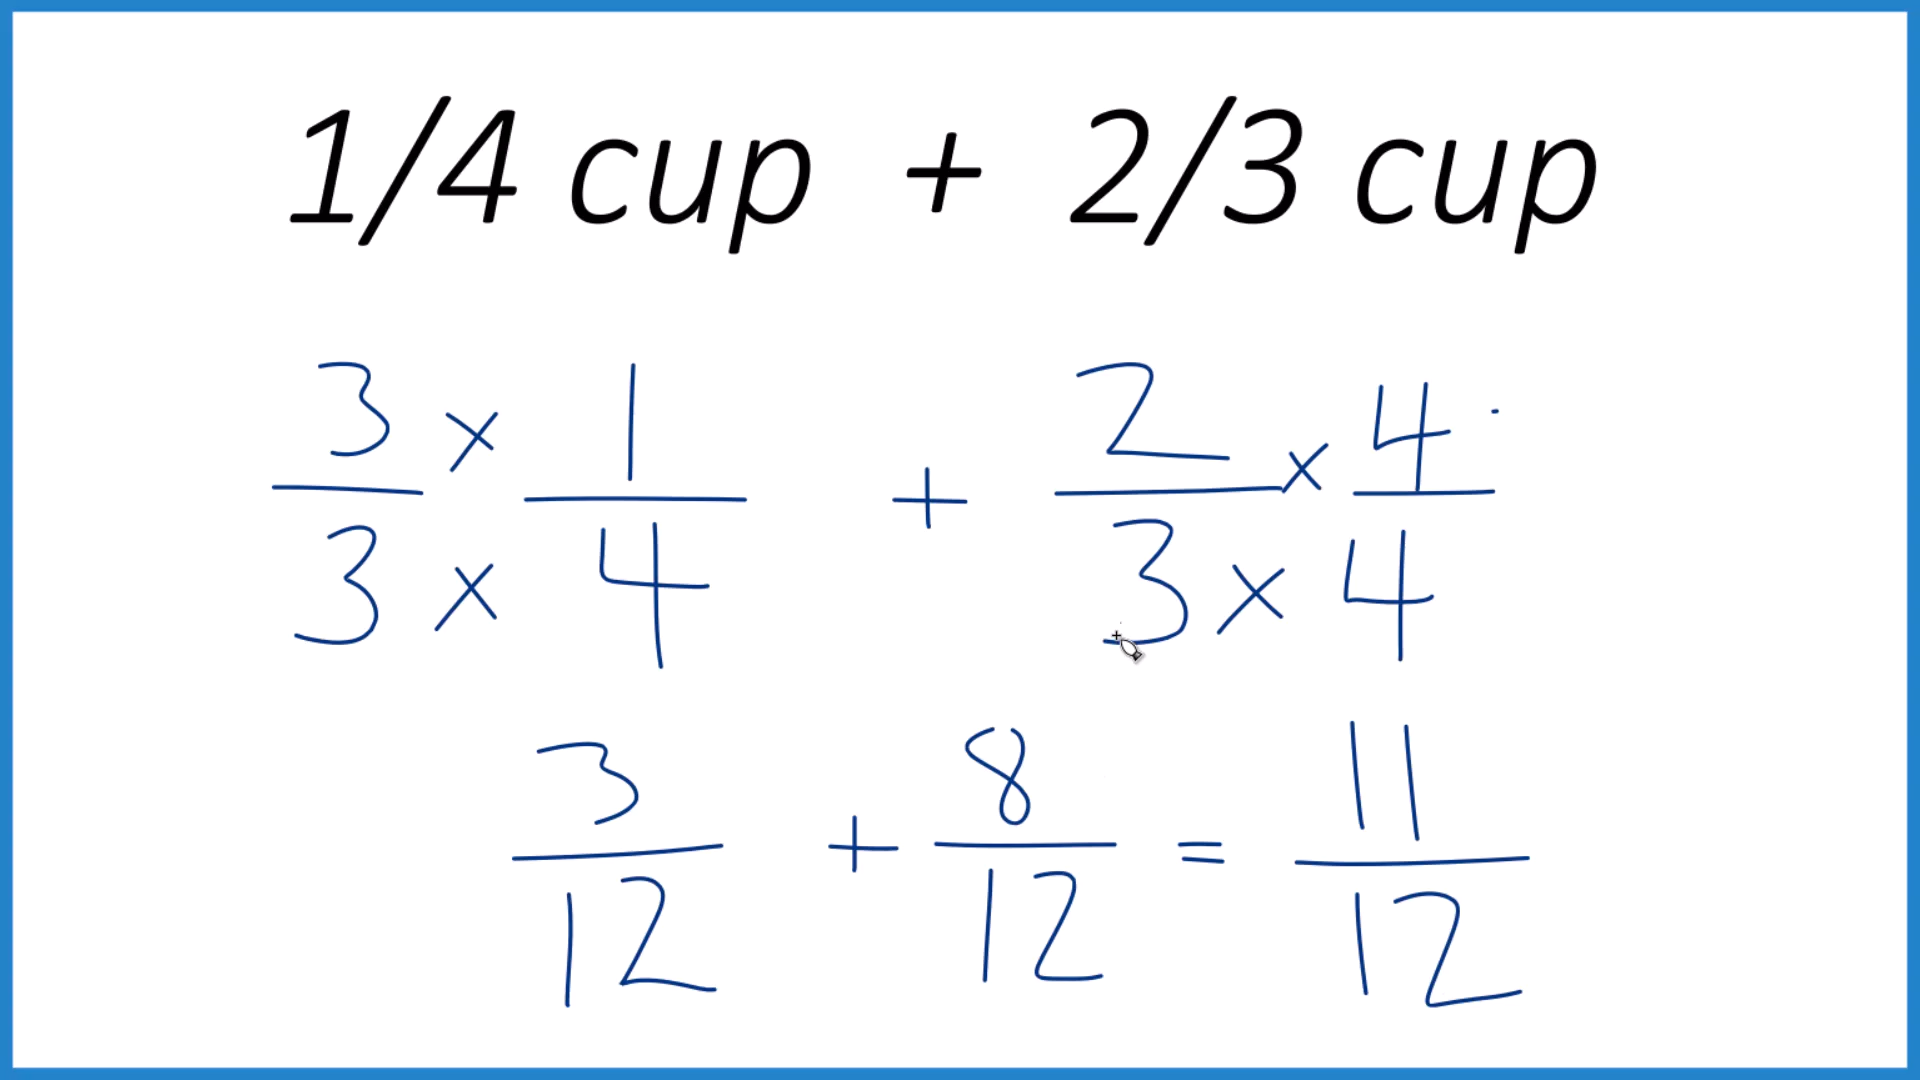 1/4 cup + 2/3 cup
3 × 1 + 2 × 4
3 × 4 3 × 4
3 + 8 = 11
12 12 12